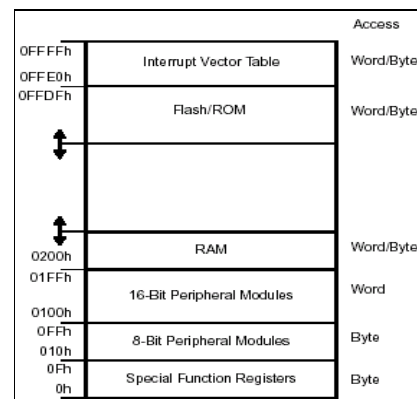 Access
0FFFFh
Interrupt Vector Table
Word/Byte
0FFE0h
0FFDFh
Flash/ROM
Word/Byte
RAM
Word/Byte
0200h
01FFh
16-Bit Peripheral Modules
Word
0100h
0FFh
8-Bit Peripheral Modules
Byte
010h
0Fh
Special Function Registers
Byte
0h